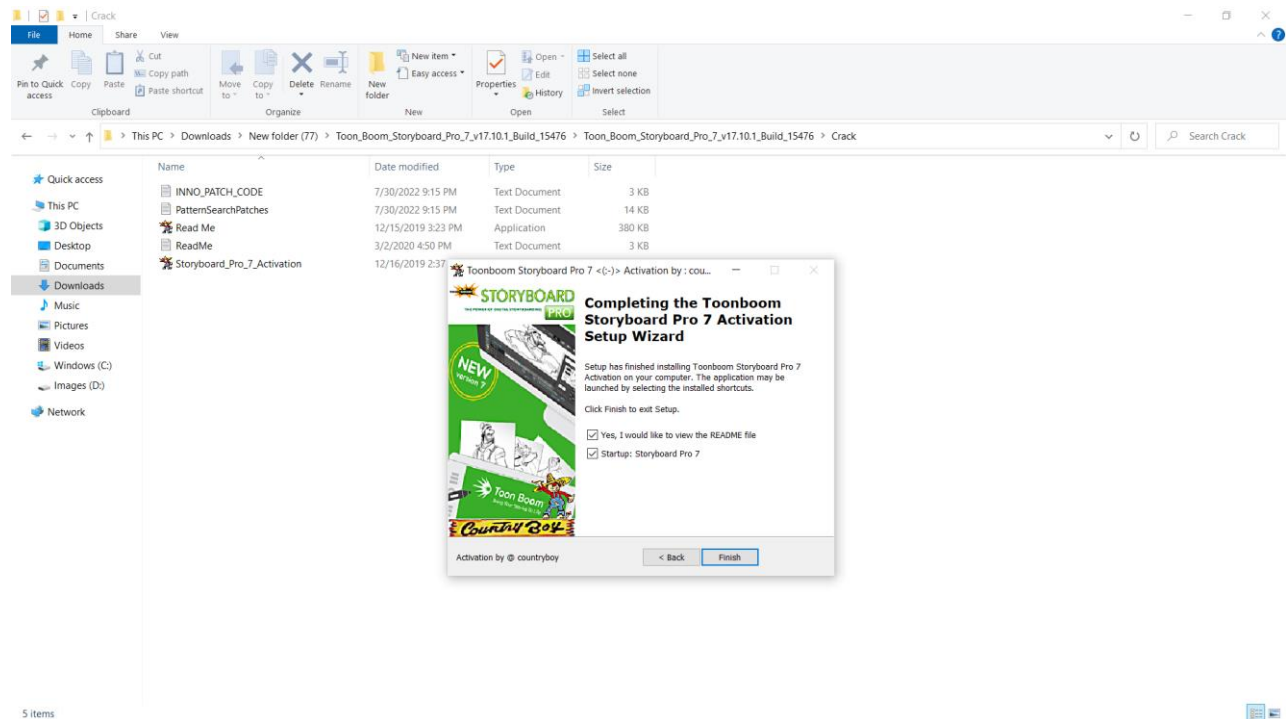 Crack
File Home Share View
Pin to Quick access
Copy
Paste
Cut
Copy path
Paste shortcut
Clipboard
Move to
Copy to
Delete
Rename
Organize
New folder
New item
Easy access
New
Properties
Open
Edit
History
Open
Select all
Select none
Invert selection
Select
This PC > Downloads > New folder (77) > Toon_Boom_Storyboard_Pro_7_v17.10.1_Build_15476 > Toon_Boom_Storyboard_Pro_7_v17.10.1_Build_15476 > Crack
Search Crack
Quick access
This PC
3D Objects
Desktop
Documents
Downloads
Music
Pictures
Videos
Windows (C:)
Images (D:)
Network
Name Date modified Type Size
INNO_PATCH_CODE 7/30/2022 9:15 PM Text Document 3 KB
PatternSearchPatches 7/30/2022 9:15 PM Text Document 14 KB
Read Me 12/15/2019 3:23 PM Application 380 KB
ReadMe 3/2/2020 4:50 PM Text Document 3 KB
Storyboard_Pro_7_Activation 12/16/2019 2:37
Toonboom Storyboard Pro 7 <(;-)> Activation by : cou...
STORYBOARD
PRO
NEW
version 7
Toon Boom
Country Boy
Completing the Toonboom
Storyboard Pro 7 Activation
Setup Wizard
Setup has finished installing Toonboom Storyboard Pro 7
Activation on your computer. The application may be
launched by selecting the installed shortcuts.
Click Finish to exit Setup.
Yes, I would like to view the README file
Startup: Storyboard Pro 7
Activation by @ countryboy
< Back
Finish
5 items